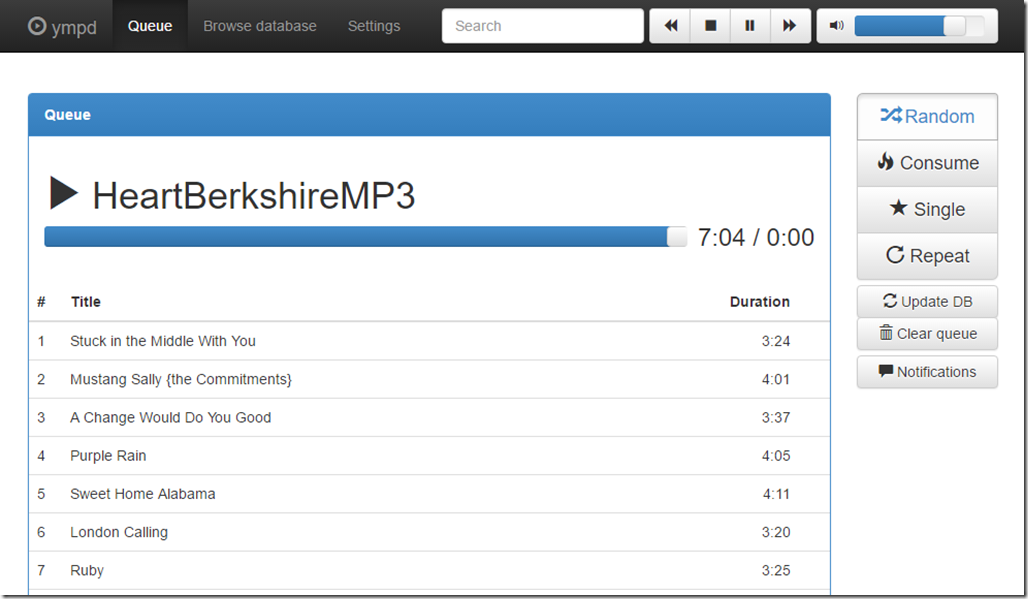 ympd Queue Browse database Settings Search
Queue
HeartBerkshireMP3
7:04 / 0:00
# Title Duration
1 Stuck in the Middle With You 3:24
2 Mustang Sally {the Commitments} 4:01
3 A Change Would Do You Good 3:37
4 Purple Rain 4:05
5 Sweet Home Alabama 4:11
6 London Calling 3:20
7 Ruby 3:25
Random
Consume
Single
Repeat
Update DB
Clear queue
Notifications